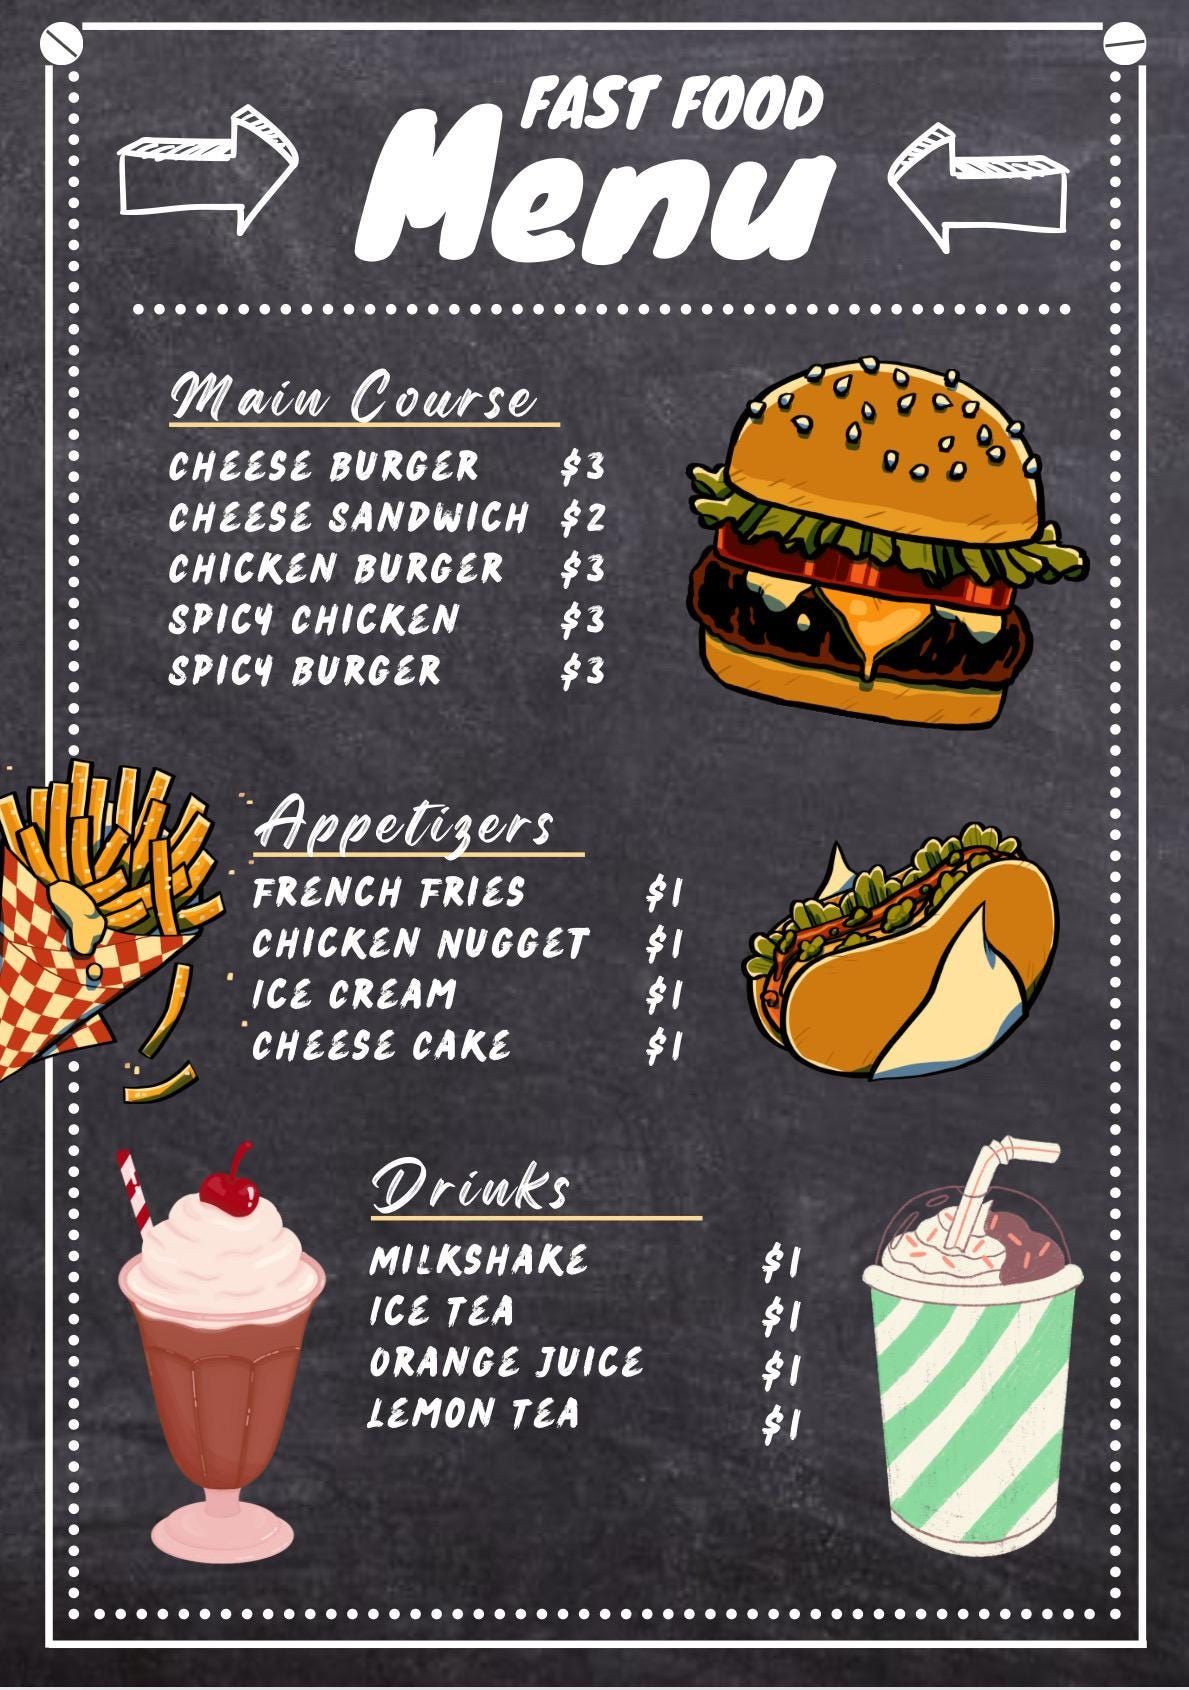 FAST FOOD
Menu
Main Course
CHEESE BURGER $3
CHEESE SANDWICH $2
CHICKEN BURGER $3
SPICY CHICKEN $3
SPICY BURGER $3
Appetizers
FRENCH FRIES $1
CHICKEN NUGGET $1
ICE CREAM $1
CHEESE CAKE $1
Drinks
MILKSHAKE $1
ICE TEA $1
ORANGE JUICE $1
LEMON TEA $1